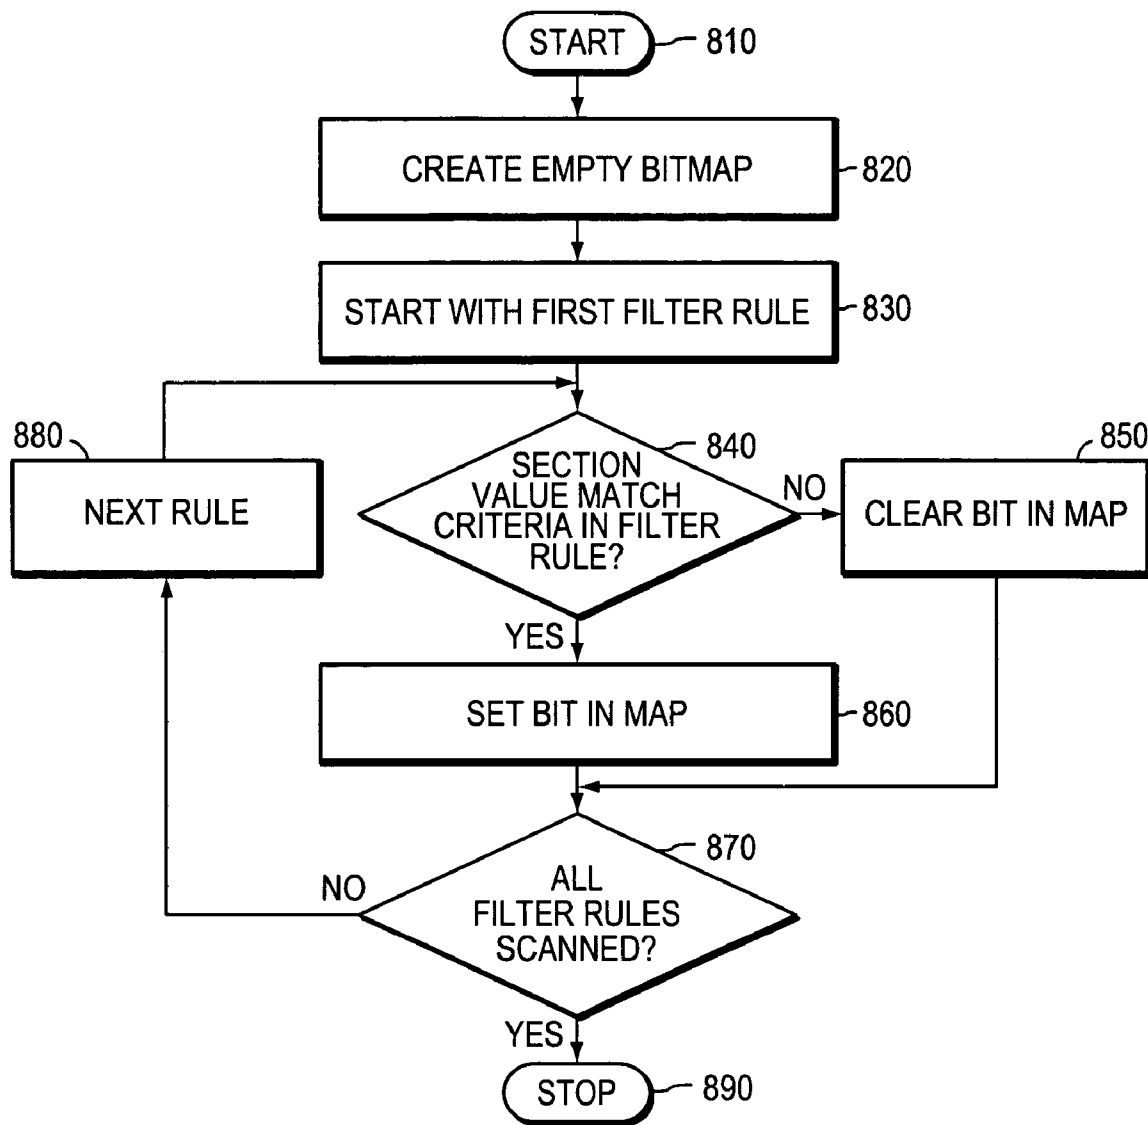 START
810
CREATE EMPTY BITMAP
820
START WITH FIRST FILTER RULE
830
880
NEXT RULE
SECTION
VALUE MATCH
CRITERIA IN FILTER
RULE?
840
NO
850
CLEAR BIT IN MAP
YES
SET BIT IN MAP
860
870
NO
ALL
FILTER RULES
SCANNED?
YES
STOP
890